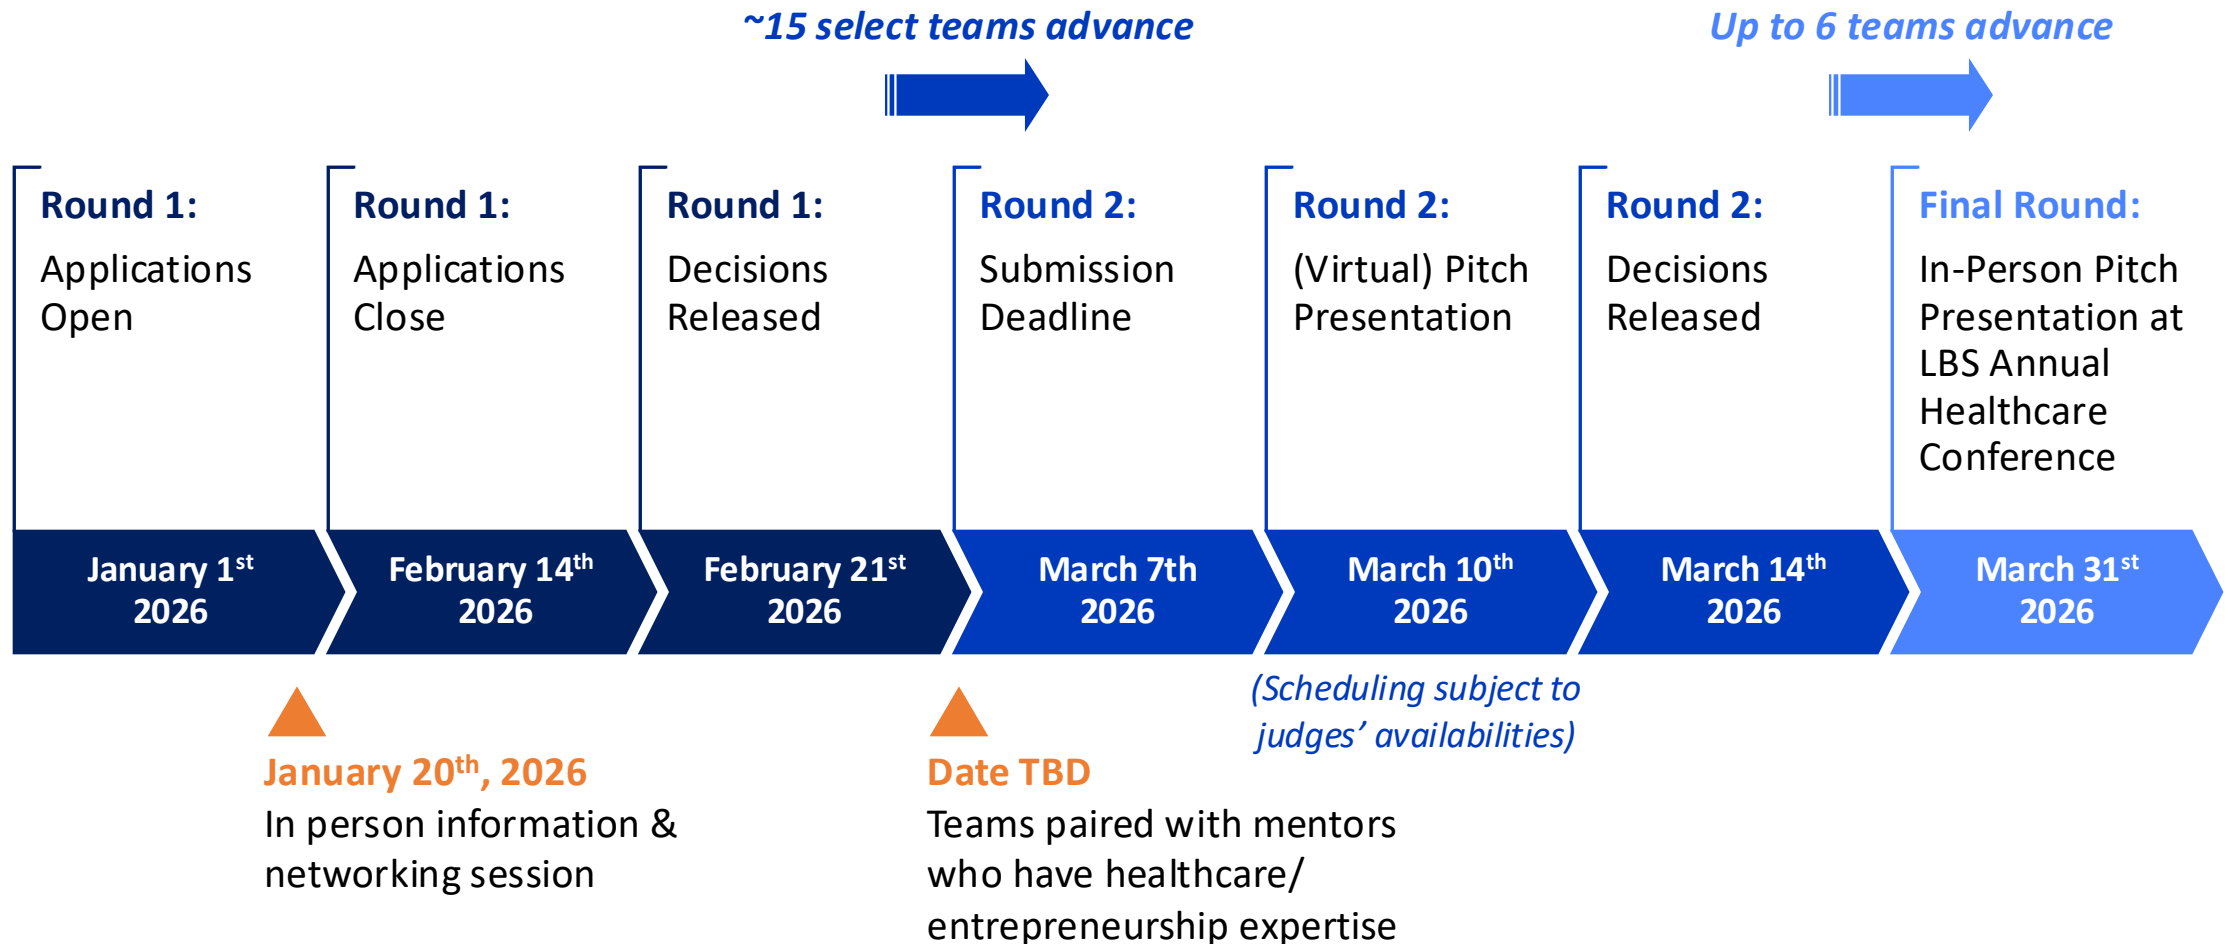 ~15 select teams advance
Up to 6 teams advance
Round 1:
Applications
Open
Round 1:
Applications
Close
Round 1:
Decisions
Released
Round 2:
Submission
Deadline
Round 2:
(Virtual) Pitch
Presentation
Round 2:
Decisions
Released
Final Round:
In-Person Pitch
Presentation at
LBS Annual
Healthcare
Conference
January 1st
2026
February 14th
2026
February 21st
2026
March 7th
2026
March 10th
2026
March 14th
2026
March 31st
2026
(Scheduling subject to
judges’ availabilities)
January 20th, 2026
In person information &
networking session
Date TBD
Teams paired with mentors
who have healthcare/
entrepreneurship expertise